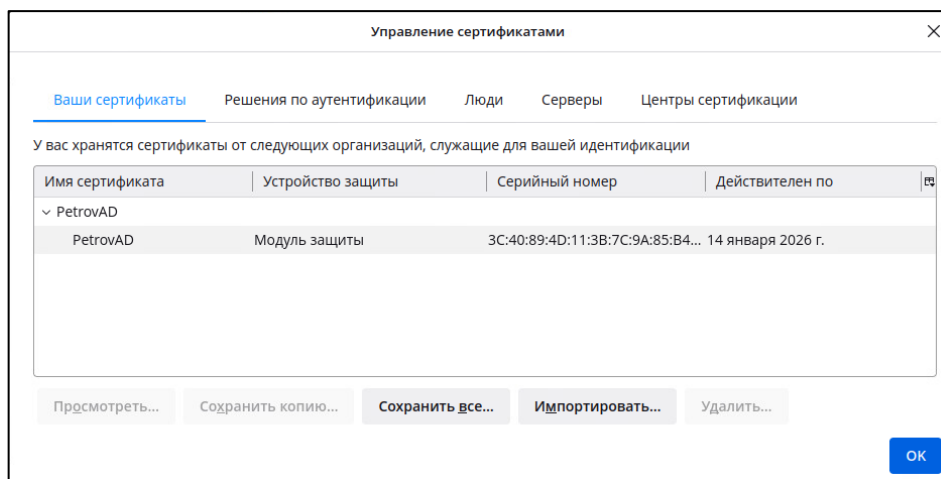 Управление сертификатами
Ваши сертификаты Решения по аутентификации Люди Серверы Центры сертификации
У вас хранятся сертификаты от следующих организаций, служащие для вашей идентификации
Имя сертификата Устройство защиты Серийный номер Действителен по
PetrovAD
PetrovAD Модуль защиты 3C:40:89:4D:11:3B:7C:9A:85:B4... 14 января 2026 г.
Просмотреть... Сохранить копию... Сохранить все... Импортировать... Удалить...
OK